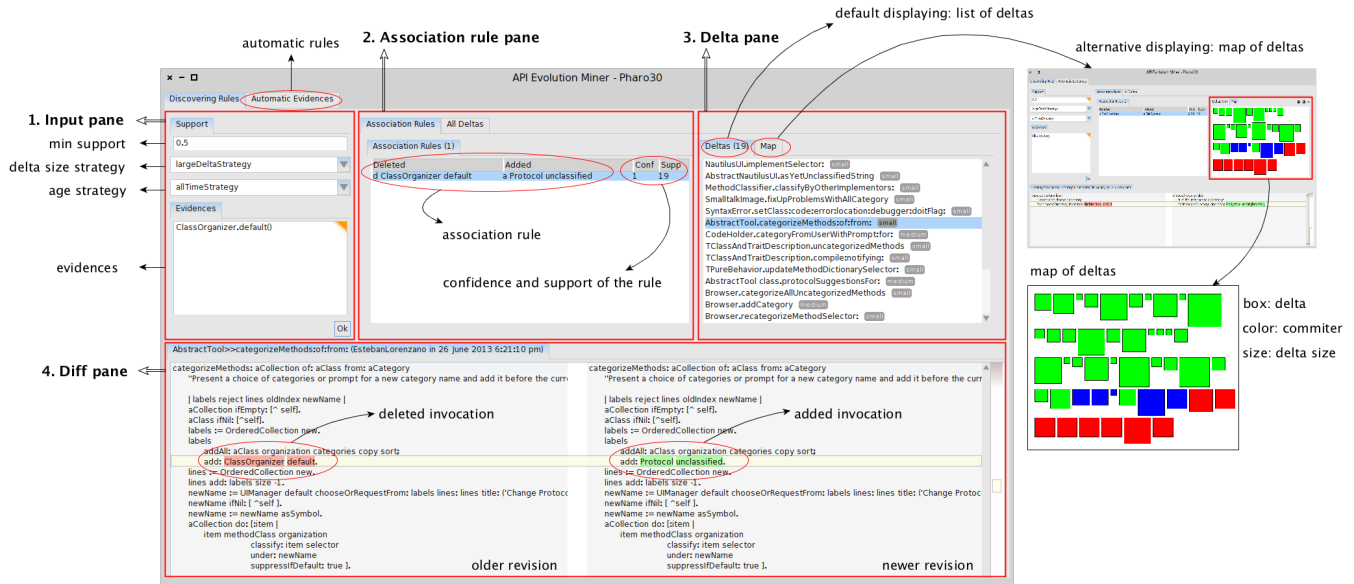 default displaying: list of deltas
automatic rules
2. Association rule pane
3. Delta pane
alternative displaying: map of deltas
API Evolution Miner - Pharo30
Discovering Rules
Automatic Evidences
1. Input pane
min support
delta size strategy
age strategy
evidences
Support
0,5
largeDeltaStrategy
allTimeStrategy
Evidences
ClassOrganizer.default()
Ok
Association Rules
All Deltas
Association Rules (1)
Deleted Added Conf Supp
d ClassOrganizer default a Protocol unclassified 1 19
association rule
confidence and support of the rule
Deltas (19)
Map
NautilusUI.implementSelector: small
AbstractNautilusUI.asYetUnclassifiedString small
MethodClassifier.classifyByOtherImplementors: small
SmalltalkImage.fixUpProblemsWithAllCategory small
SyntaxError.setClass:code:error:location:debugger:doitFlag: small
AbstractTool.categorizeMethods:of:from: small
CodeHolder.categoryFromUserWithPrompt:for: medium
TClassAndTraitDescription.uncategorizedMethods small
TClassAndTraitDescription.compile:notifying: small
TPureBehavior.updateMethodDictionarySelector: small
AbstractTool class.protocolSuggestionsFor: medium
Browser.categorizeAllUncategorizedMethods small
Browser.addCategory medium
Browser.recategorizeMethodSelector: small
API Evolution Miner - Pharo30
map of deltas
box: delta
color: commiter
size: delta size
4. Diff pane
AbstractTool>>categorizeMethods:of:from: (EstebanLorenzano in 26 June 2013 6:21:10 pm)
categorizeMethods: aCollection of: aClass from: aCategory
"Present a choice of categories or prompt for a new category name and add it before the curr
| labels reject lines oldIndex newName |
aCollection ifEmpty: [^ self].
aClass ifNil: [^self].
labels := OrderedCollection new.
labels
addAll: aClass organization categories copy sort;
add: ClassOrganizer default.
lines := OrderedCollection new.
lines add: labels size -1.
newName := UIManager default chooseOrRequestFrom: labels lines: lines title: ('Change Protoc
newName ifNil: [ ^self ].
newName := newName asSymbol.
aCollection do: [:item |
item methodClass organization
classify: item selector
under: newName
suppressIfDefault: true ].
deleted invocation
older revision
categorizeMethods: aCollection of: aClass from: aCategory
"Present a choice of categories or prompt for a new category name and add it before the curr
| labels reject lines oldIndex newName |
aCollection ifEmpty: [^ self].
aClass ifNil: [^self].
labels := OrderedCollection new.
labels
addAll: aClass organization categories copy sort;
add: Protocol unclassified.
lines := OrderedCollection new.
lines add: labels size -1.
newName := UIManager default chooseOrRequestFrom: labels lines: lines title: ('Change Protoc
newName ifNil: [ ^self ].
newName := newName asSymbol.
aCollection do: [:item |
item methodClass organization
classify: item selector
under: newName
suppressIfDefault: true ].
added invocation
newer revision